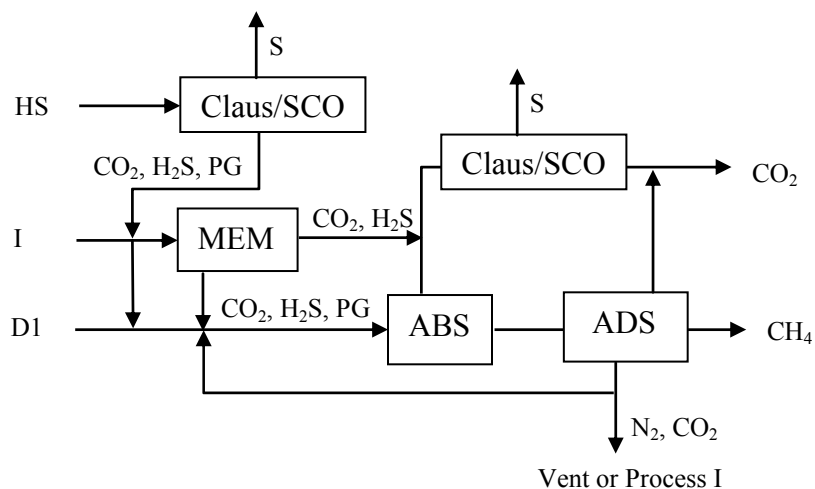 S
HS
Claus/SCO
S
Claus/SCO
CO₂, H₂S, PG
CO₂
I
MEM
CO₂, H₂S
CO₂, H₂S, PG
D1
ABS
ADS
CH₄
N₂, CO₂
Vent or Process I